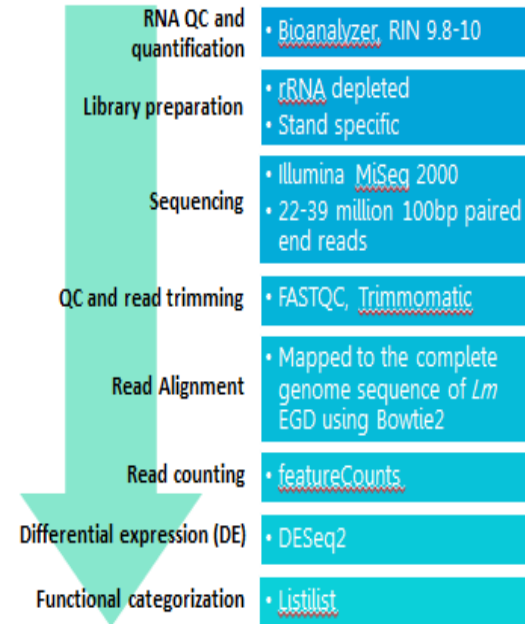 RNA QC and
quantification
• Bioanalyzer, RIN 9.8-10
Library preparation
• rRNA depleted
• Stand specific
Sequencing
• Illumina MiSeq 2000
• 22-39 million 100bp paired
end reads
QC and read trimming
• FASTQC, Trimmomatic
Read Alignment
• Mapped to the complete
genome sequence of Lm
EGD using Bowtie2
Read counting
• featureCounts
Differential expression (DE)
• DESeq2
Functional categorization
• Listilist